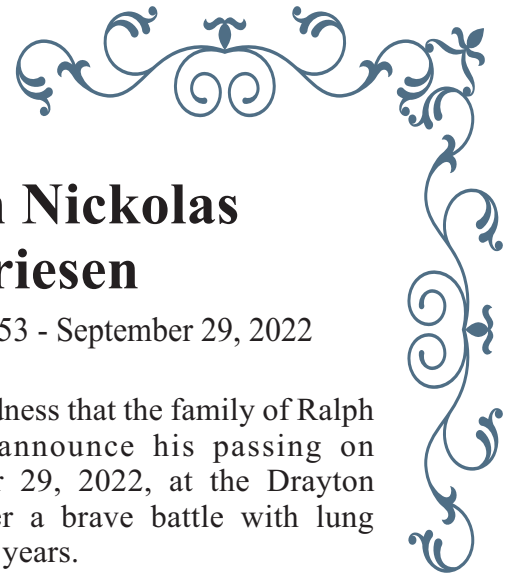 Nickolas
riesen
53 - September 29, 2022
dness that the family of Ralph
announce his passing on
29, 2022, at the Drayton
er a brave battle with lung
years.